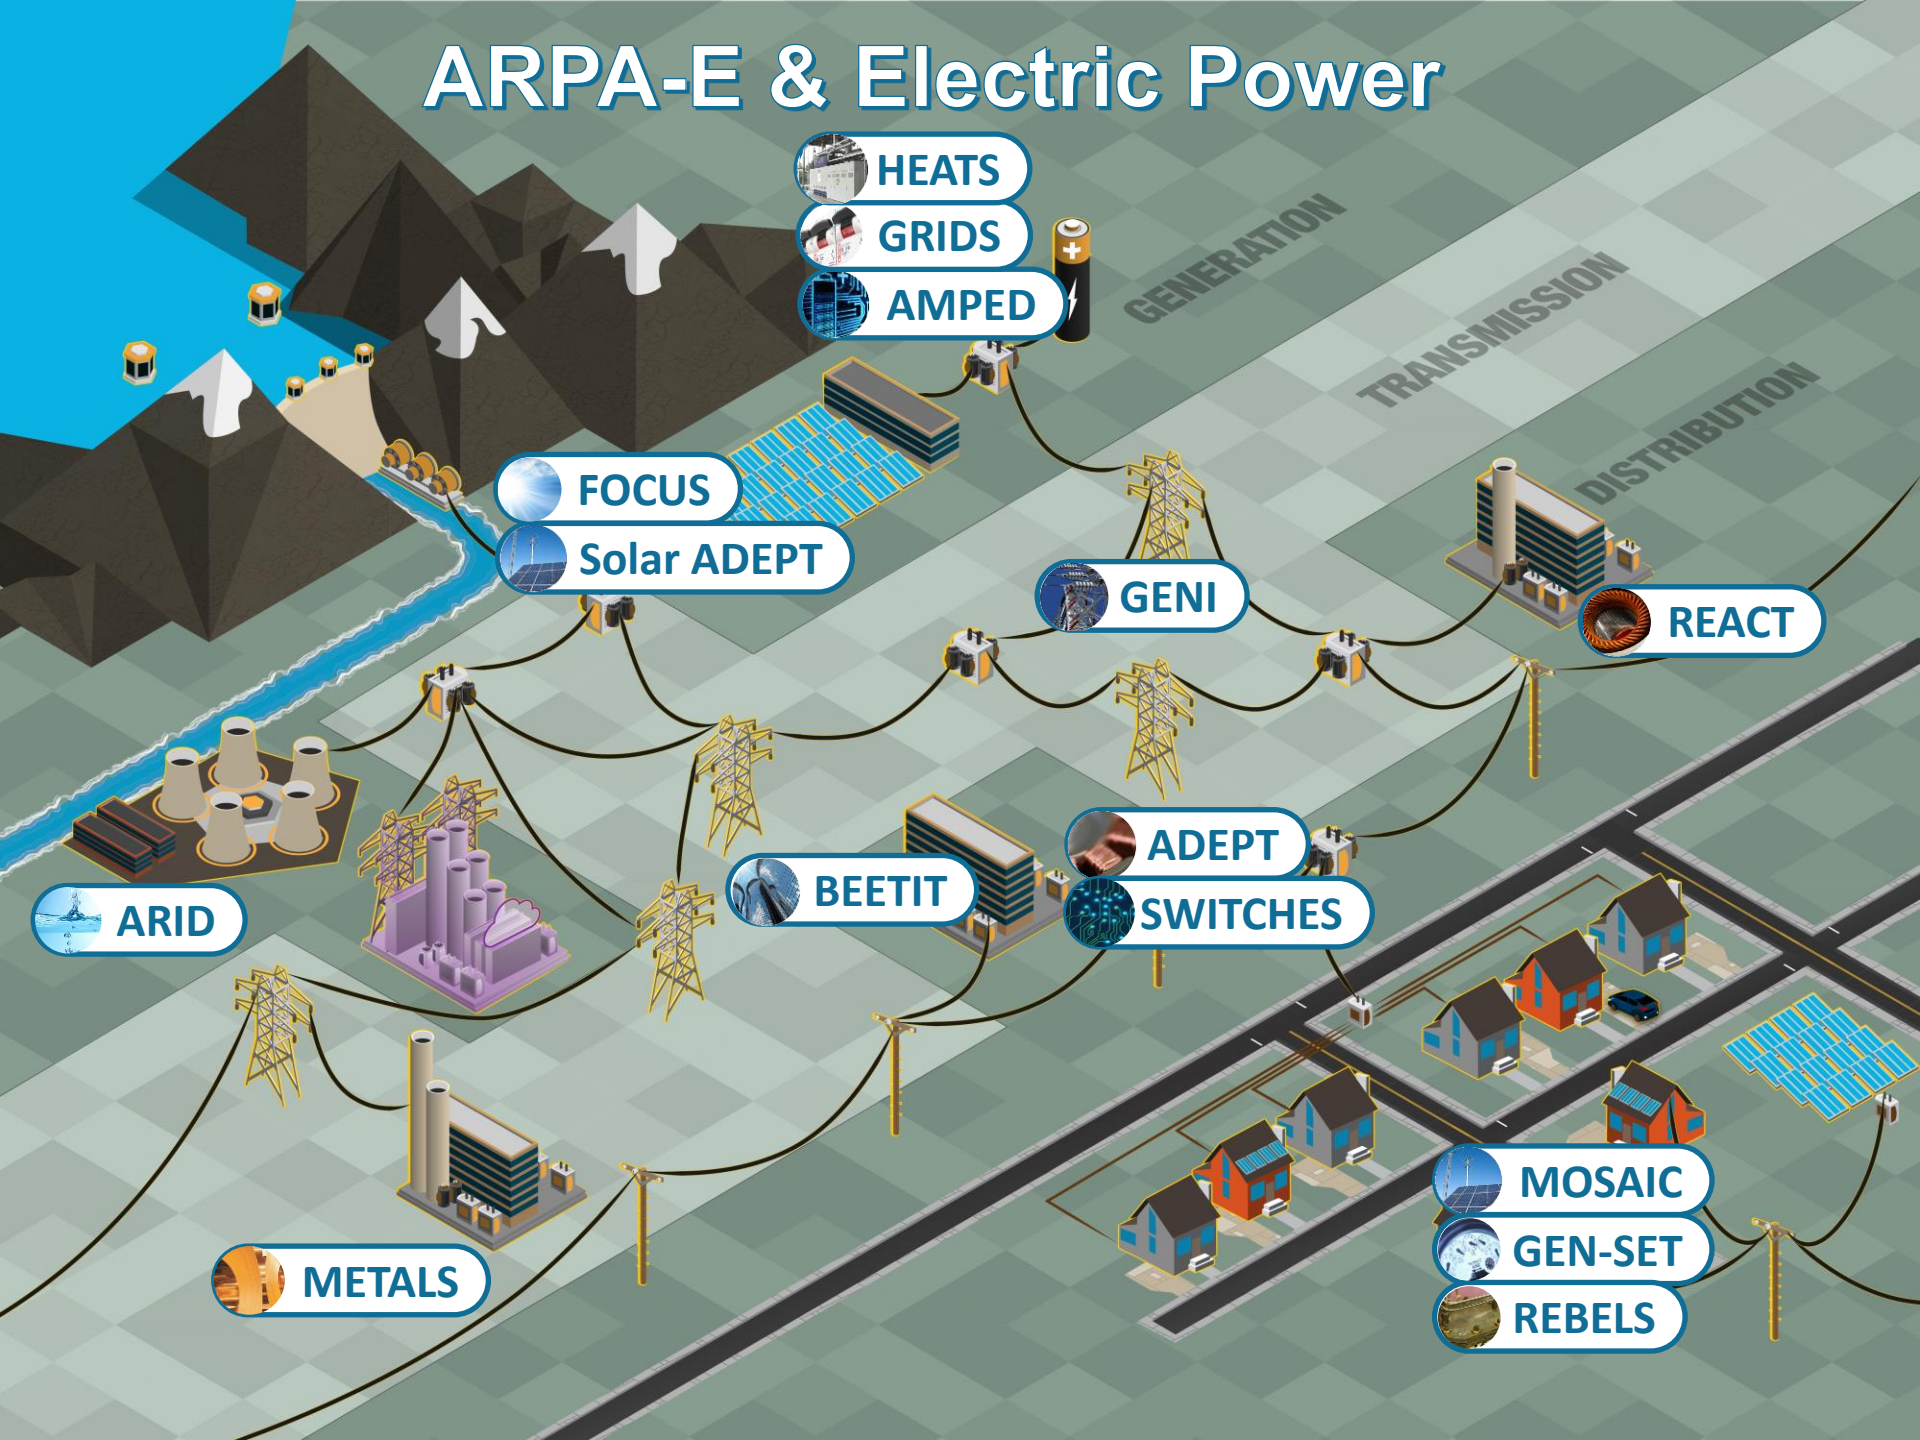 ARPA-E & Electric Power
HEATS
GRIDS
AMPED
GENERATION
TRANSMISSION
DISTRIBUTION
FOCUS
Solar ADEPT
GENI
REACT
ADEPT
SWITCHES
BEETIT
ARID
METALS
MOSAIC
GEN-SET
REBELS